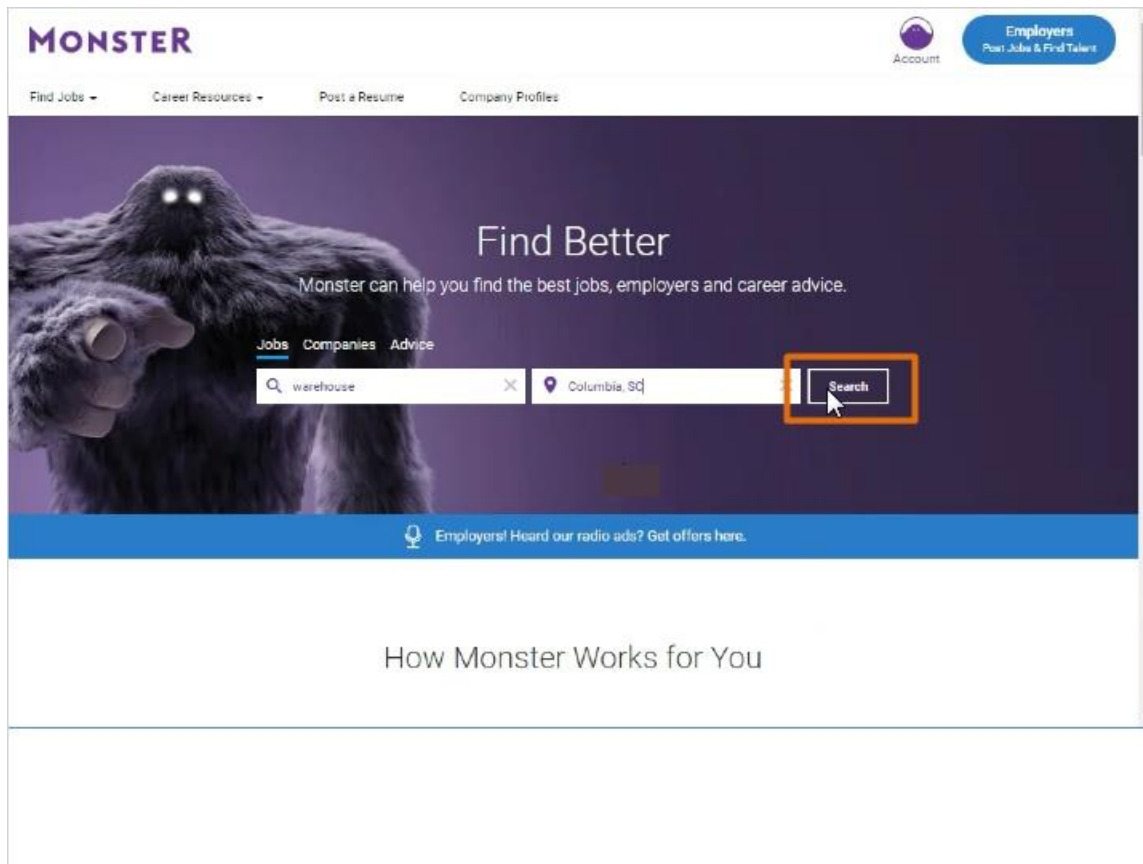 MONSTER
Account
Employers
Post Jobs & Find Talent
Find Jobs
Career Resources
Post a Resume
Company Profiles
Find Better
Monster can help you find the best jobs, employers and career advice.
Jobs Companies Advice
warehouse
Columbia, SC
Search
Employers! Heard our radio ads? Get offers here.
How Monster Works for You